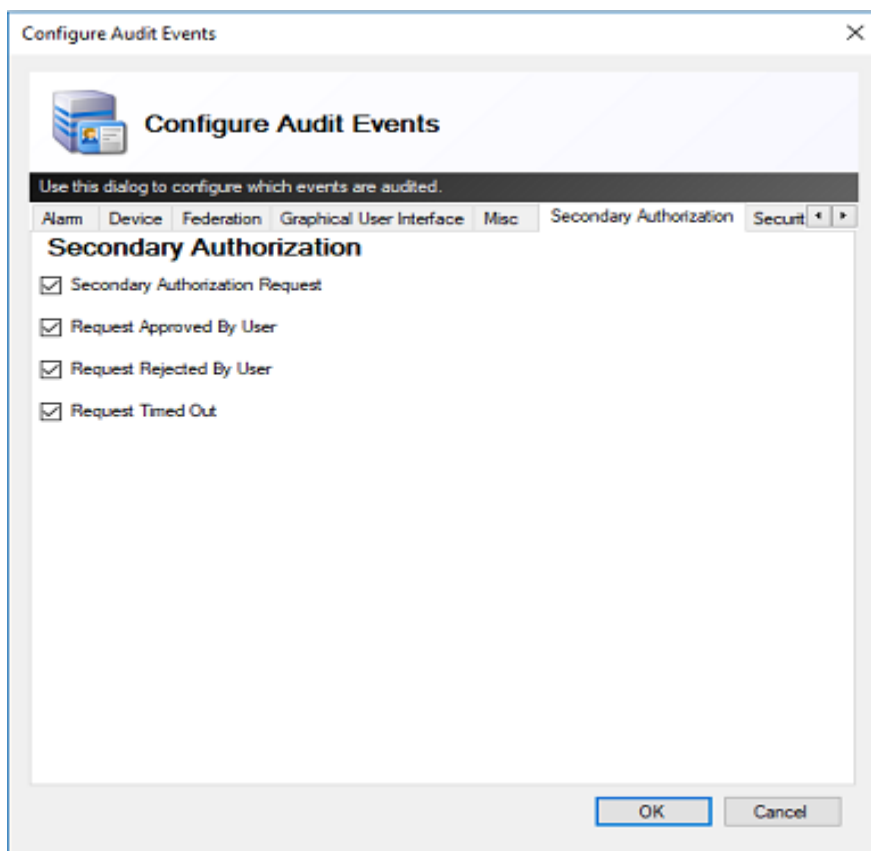 Configure Audit Events
Configure Audit Events
Use this dialog to configure which events are audited.
Alarm Device Federation Graphical User Interface Misc Secondary Authorization Securit
Secondary Authorization
Secondary Authorization Request
Request Approved By User
Request Rejected By User
Request Timed Out
OK Cancel